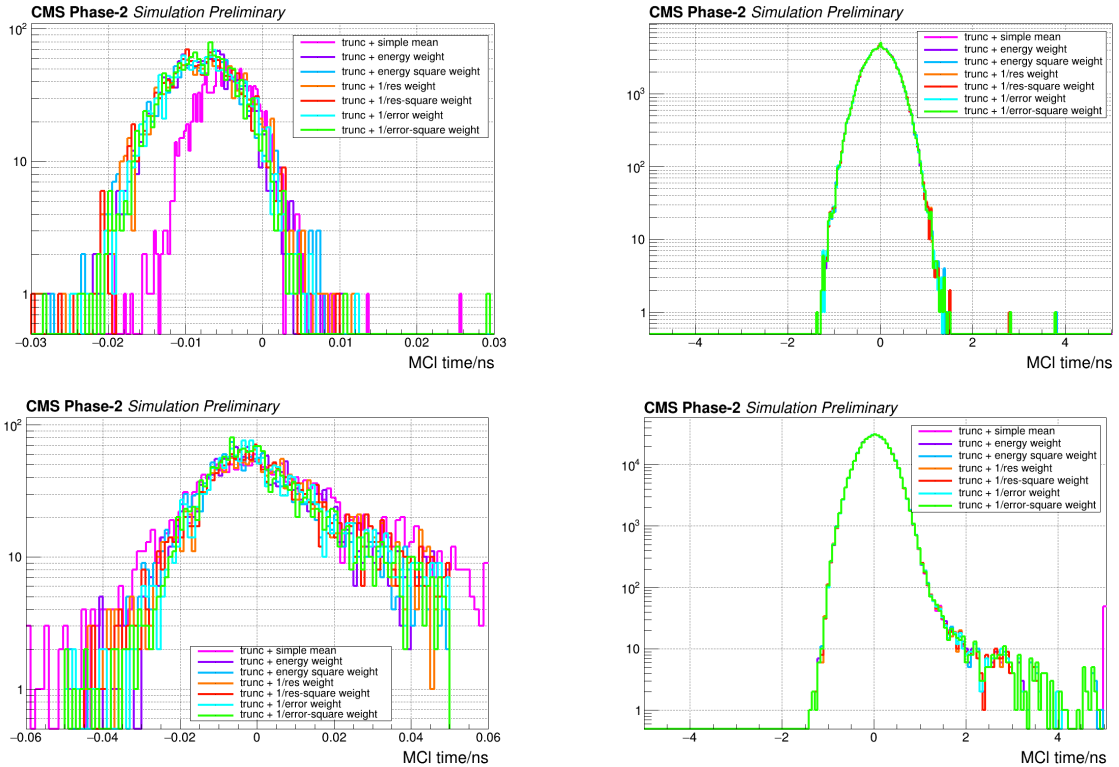 CMS Phase-2 Simulation Preliminary
10²
10
1
trunc + simple mean
trunc + energy weight
trunc + energy square weight
trunc + 1/res weight
trunc + 1/res-square weight
trunc + 1/error weight
trunc + 1/error-square weight
−0.03 −0.02 −0.01 0 0.01 0.02 0.03
MCI time/ns
CMS Phase-2 Simulation Preliminary
10³
10²
10
1
trunc + simple mean
trunc + energy weight
trunc + energy square weight
trunc + 1/res weight
trunc + 1/res-square weight
trunc + 1/error weight
trunc + 1/error-square weight
−4 −2 0 2 4
MCI time/ns
CMS Phase-2 Simulation Preliminary
10²
10
1
trunc + simple mean
trunc + energy weight
trunc + energy square weight
trunc + 1/res weight
trunc + 1/res-square weight
trunc + 1/error weight
trunc + 1/error-square weight
−0.06 −0.04 −0.02 0 0.02 0.04 0.06
MCI time/ns
CMS Phase-2 Simulation Preliminary
10⁴
10³
10²
10
1
trunc + simple mean
trunc + energy weight
trunc + energy square weight
trunc + 1/res weight
trunc + 1/res-square weight
trunc + 1/error weight
trunc + 1/error-square weight
−4 −2 0 2 4
MCI time/ns